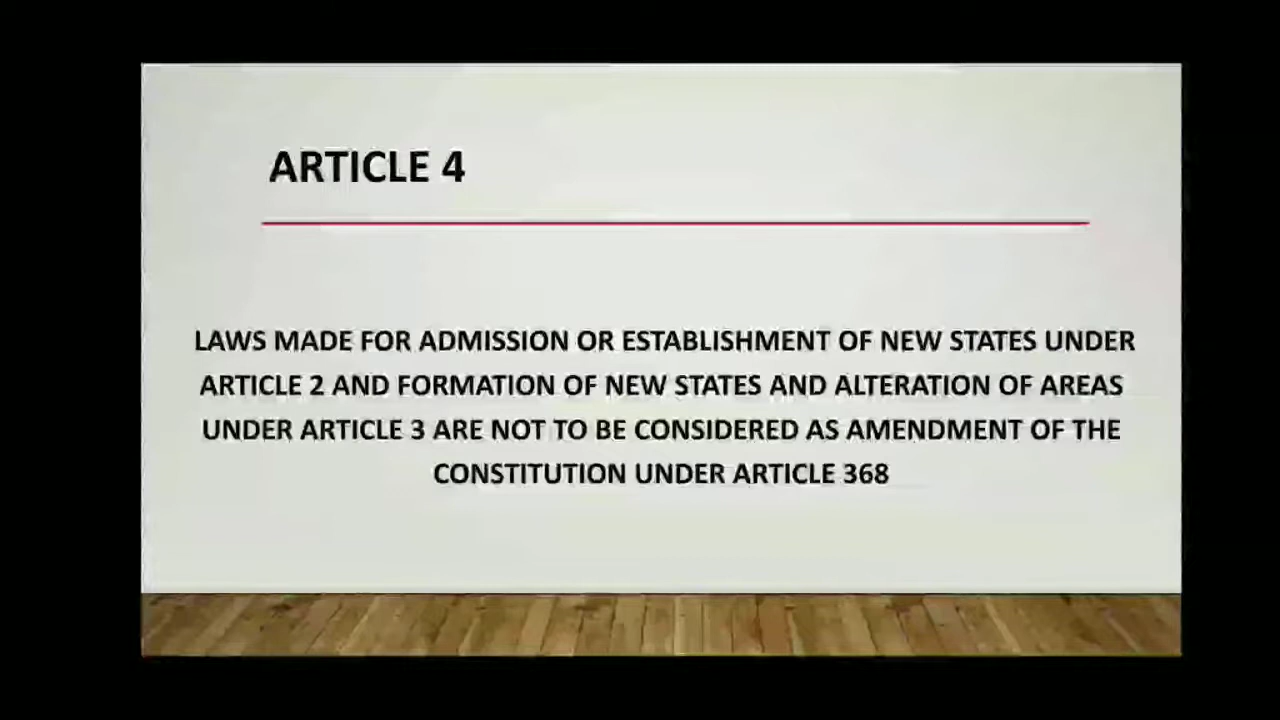 ARTICLE 4
LAWS MADE FOR ADMISSION OR ESTABLISHMENT OF NEW STATES UNDER
ARTICLE 2 AND FORMATION OF NEW STATES AND ALTERATION OF AREAS
UNDER ARTICLE 3 ARE NOT TO BE CONSIDERED AS AMENDMENT OF THE
CONSTITUTION UNDER ARTICLE 368